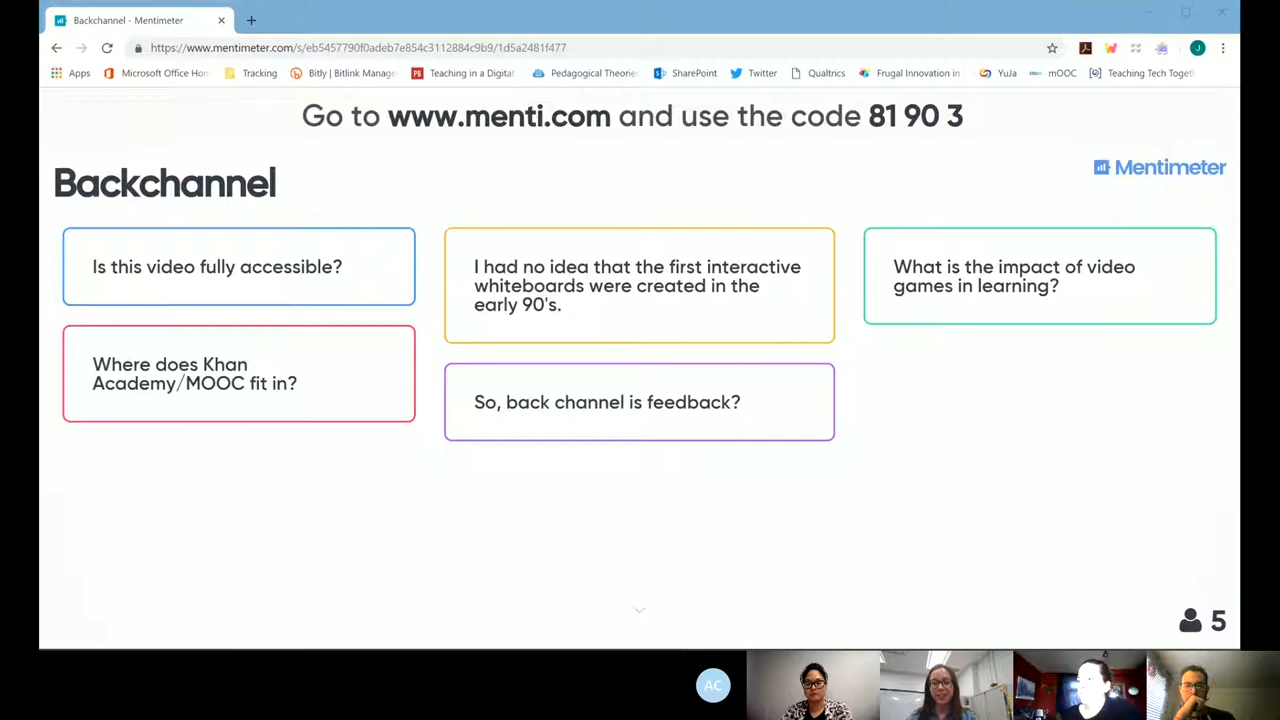 Backchannel - Mentimeter
https://www.mentimeter.com/s/eb5457790f0adeb7e854c3112884c9b9/1d5a2481f477
J
Apps
Microsoft Office Hom
Tracking
Bitly | Bitlink Manage
Teaching in a Digital
Pedagogical Theories
SharePoint
Twitter
Qualtrics
Frugal Innovation in
YuJa
mOOC
Teaching Tech Toget
Go to www.menti.com and use the code 81 90 3
Mentimeter
Backchannel
Is this video fully accessible?
Where does Khan
Academy/MOOC fit in?
I had no idea that the first interactive
whiteboards were created in the
early 90's.
So, back channel is feedback?
What is the impact of video
games in learning?
5
AC